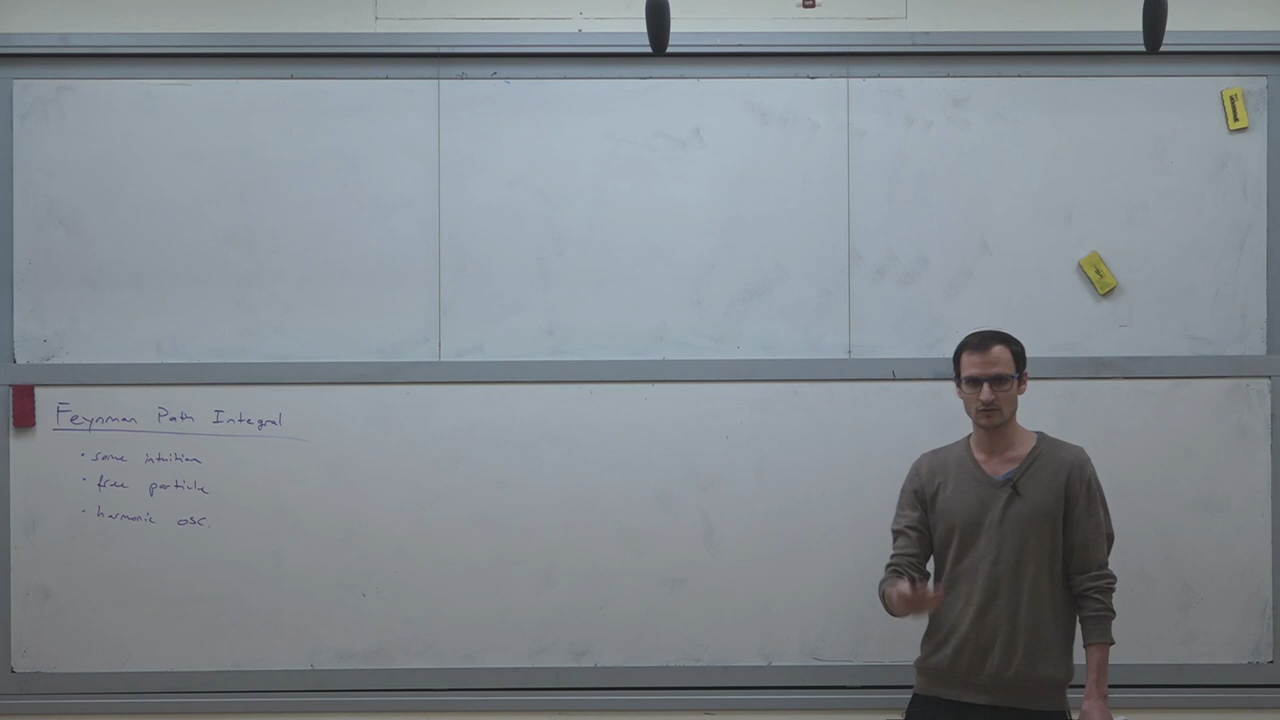 Feynman Path Integral
· some intuition
· free particle
· harmonic osc.